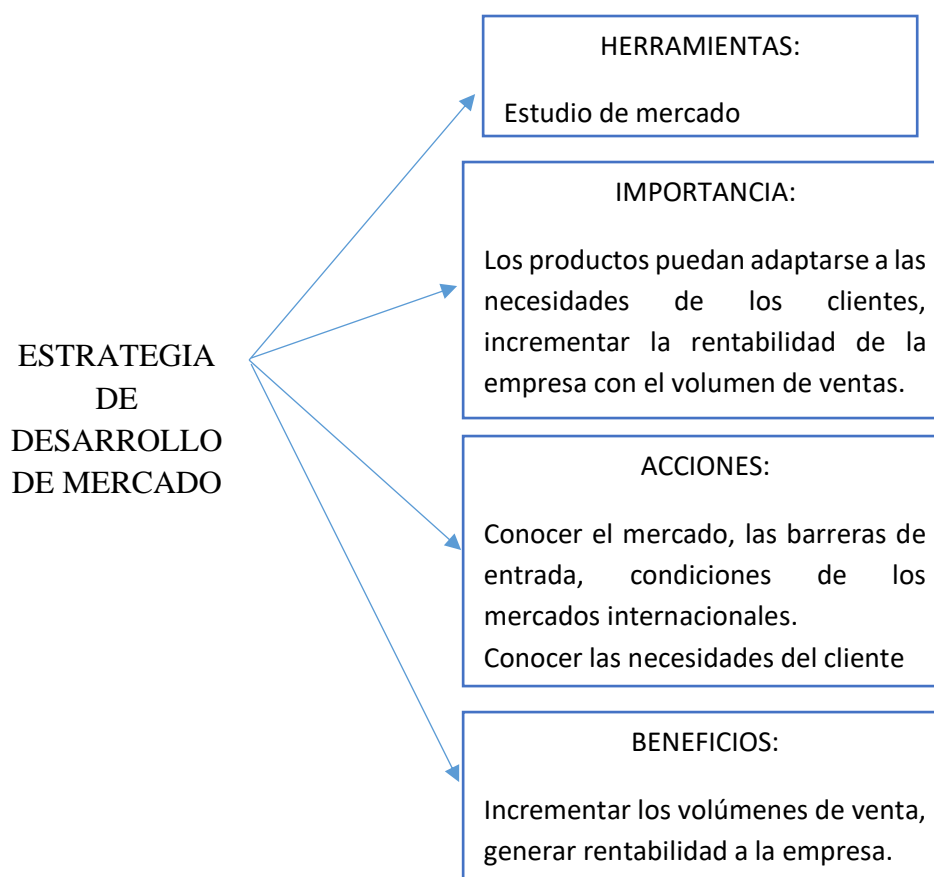 ESTRATEGIA
DE
DESARROLLO
DE MERCADO
HERRAMIENTAS:
Estudio de mercado
IMPORTANCIA:
Los productos puedan adaptarse a las
necesidades de los clientes,
incrementar la rentabilidad de la
empresa con el volumen de ventas.
ACCIONES:
Conocer el mercado, las barreras de
entrada, condiciones de los
mercados internacionales.
Conocer las necesidades del cliente
BENEFICIOS:
Incrementar los volúmenes de venta,
generar rentabilidad a la empresa.